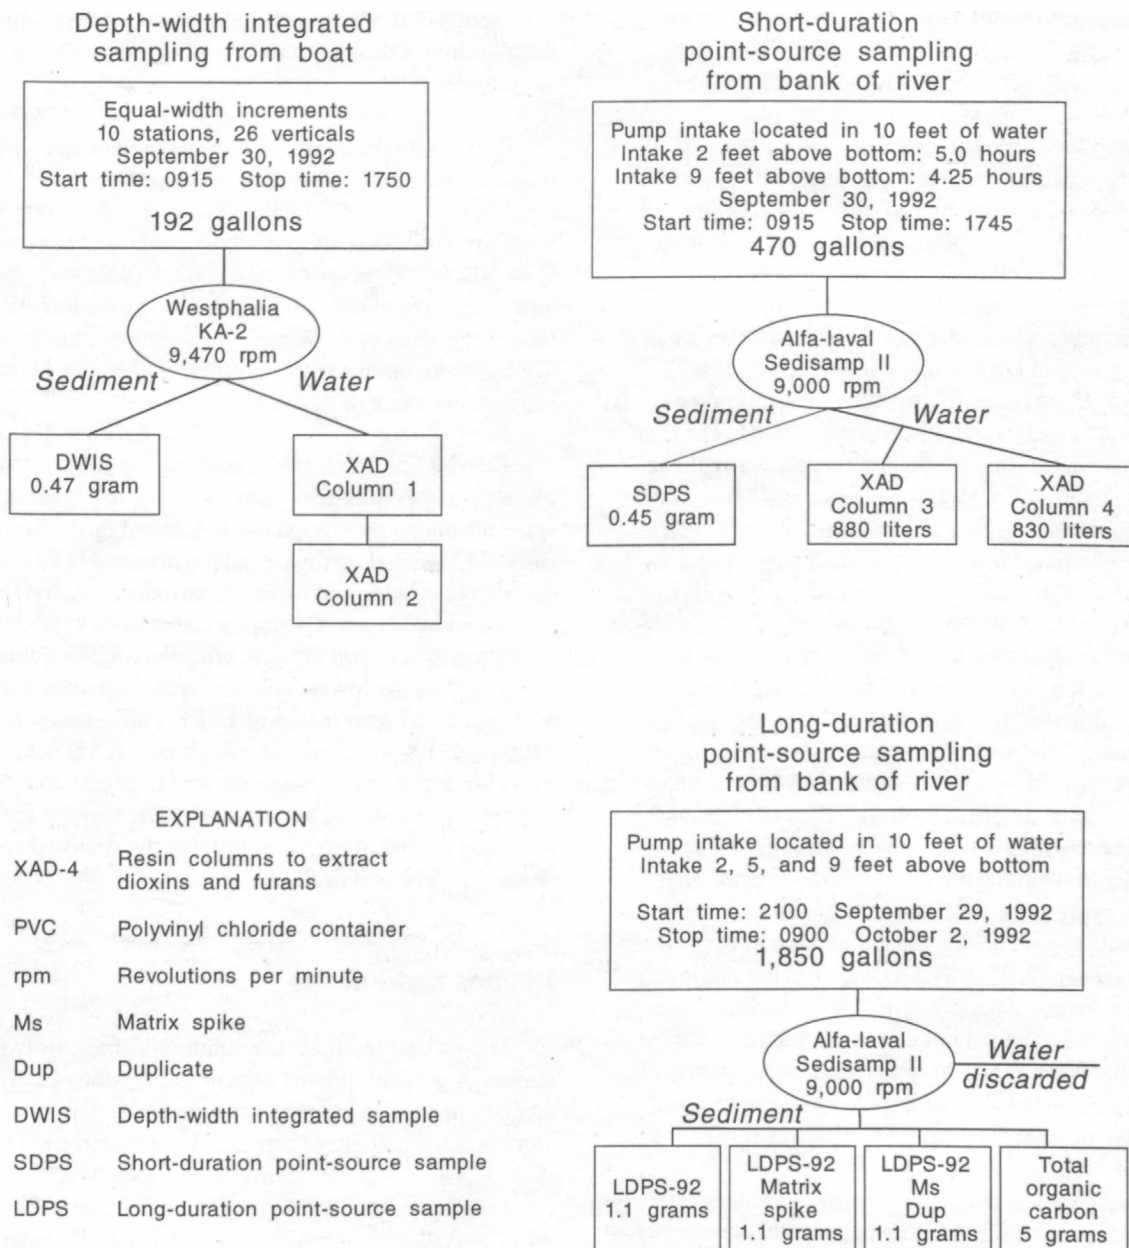 Depth-width integrated
sampling from boat
Equal-width increments
10 stations, 26 verticals
September 30, 1992
Start time: 0915 Stop time: 1750
192 gallons
Westphalia
KA-2
9,470 rpm
Sediment
Water
DWIS
0.47 gram
XAD
Column 1
XAD
Column 2
Short-duration
point-source sampling
from bank of river
Pump intake located in 10 feet of water
Intake 2 feet above bottom: 5.0 hours
Intake 9 feet above bottom: 4.25 hours
September 30, 1992
Start time: 0915 Stop time: 1745
470 gallons
Alfa-laval
Sedisamp II
9,000 rpm
Sediment
Water
SDPS
0.45 gram
XAD
Column 3
880 liters
XAD
Column 4
830 liters
EXPLANATION
XAD-4 Resin columns to extract
dioxins and furans
PVC Polyvinyl chloride container
rpm Revolutions per minute
Ms Matrix spike
Dup Duplicate
DWIS Depth-width integrated sample
SDPS Short-duration point-source sample
LDPS Long-duration point-source sample
Long-duration
point-source sampling
from bank of river
Pump intake located in 10 feet of water
Intake 2, 5, and 9 feet above bottom
Start time: 2100 September 29, 1992
Stop time: 0900 October 2, 1992
1,850 gallons
Alfa-laval
Sedisamp II
9,000 rpm
Water
discarded
Sediment
LDPS-92
1.1 grams
LDPS-92
Matrix
spike
1.1 grams
LDPS-92
Ms
Dup
1.1 grams
Total
organic
carbon
5 grams